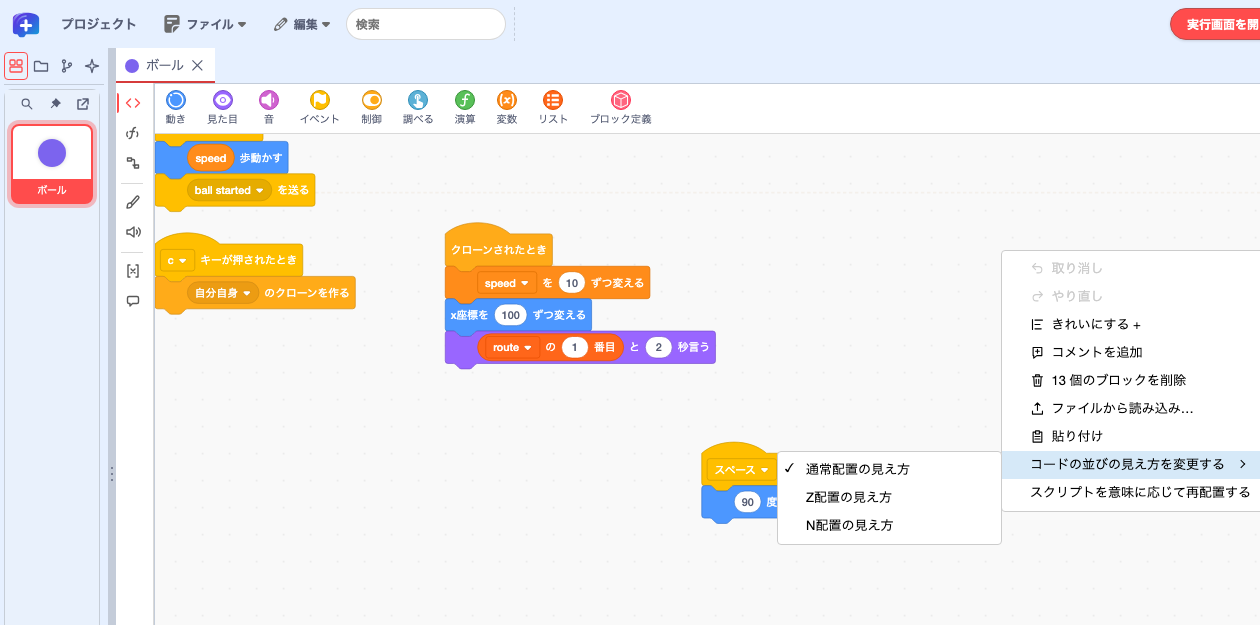 プロジェクト
ファイル
編集
検索
実行画面を開
ボール
動き
見た目
音
イベント
制御
調べる
演算
変数
リスト
ブロック定義
ボール
speed 歩動かす
ball started を送る
c キーが押されたとき
自分自身 のクローンを作る
クローンされたとき
speed を 10 ずつ変える
x座標を 100 ずつ変える
route の 1 番目 と 2 秒言う
スペース
90 度
通常配置の見え方
Z配置の見え方
N配置の見え方
取り消し
やり直し
きれいにする +
コメントを追加
13 個のブロックを削除
ファイルから読み込み...
貼り付け
コードの並びの見え方を変更する
スクリプトを意味に応じて再配置する